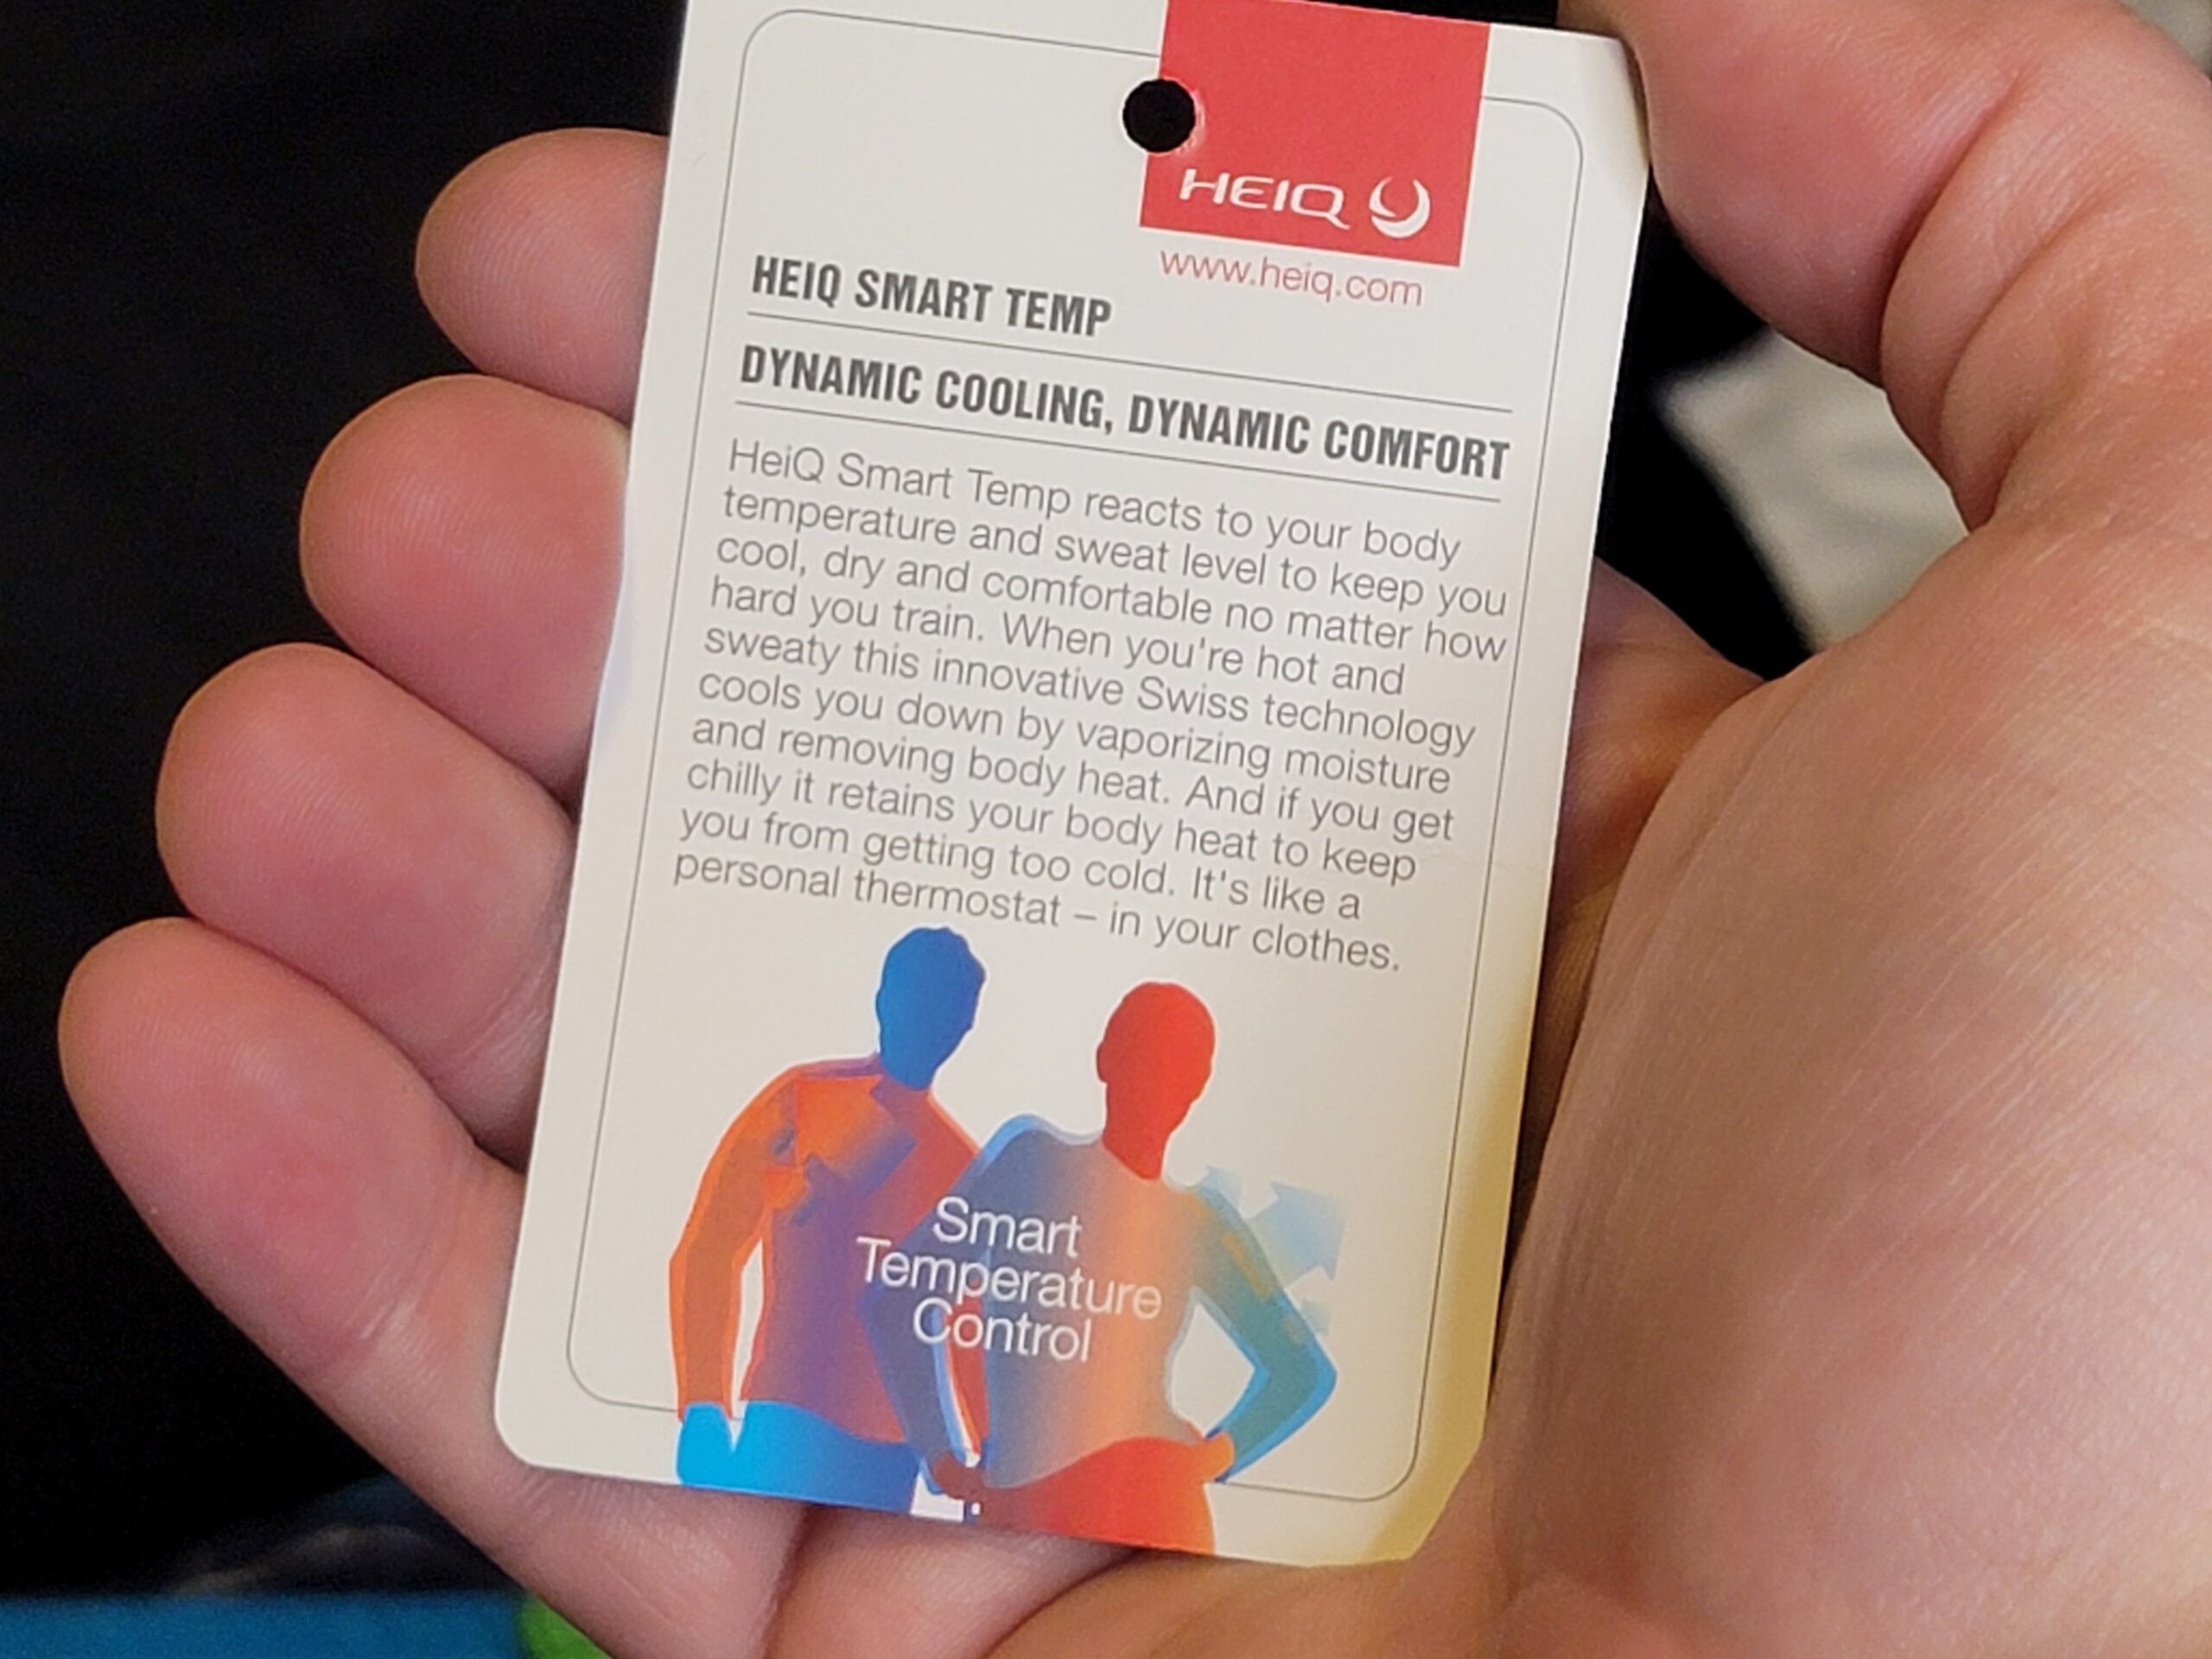 HEIQ
www.heiq.com
HEIQ SMART TEMP
DYNAMIC COOLING, DYNAMIC COMFORT
HeiQ Smart Temp reacts to your body
temperature and sweat level to keep you
cool, dry and comfortable no matter how
hard you train. When you're hot and
sweaty this innovative Swiss technology
cools you down by vaporizing moisture
and removing body heat. And if you get
chilly it retains your body heat to keep
you from getting too cold. It's like a
personal thermostat – in your clothes.
Smart
Temperature
Control